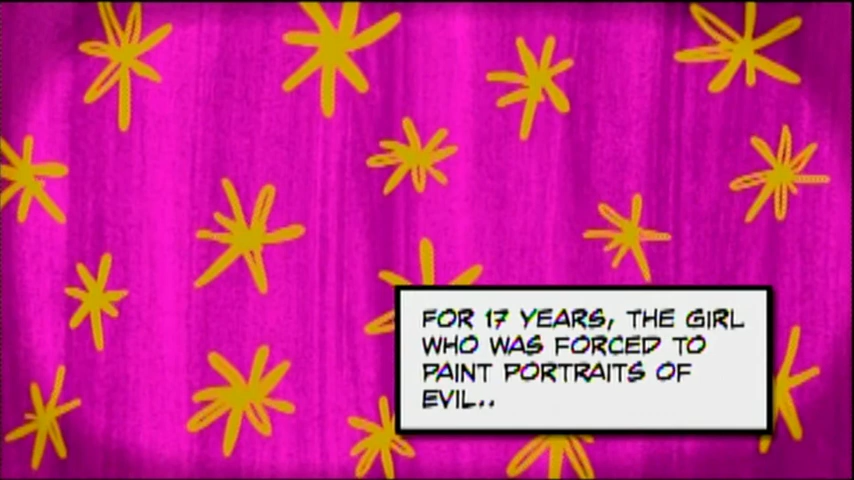 FOR 17 YEARS, THE GIRL
WHO WAS FORCED TO
PAINT PORTRAITS OF
EVIL..